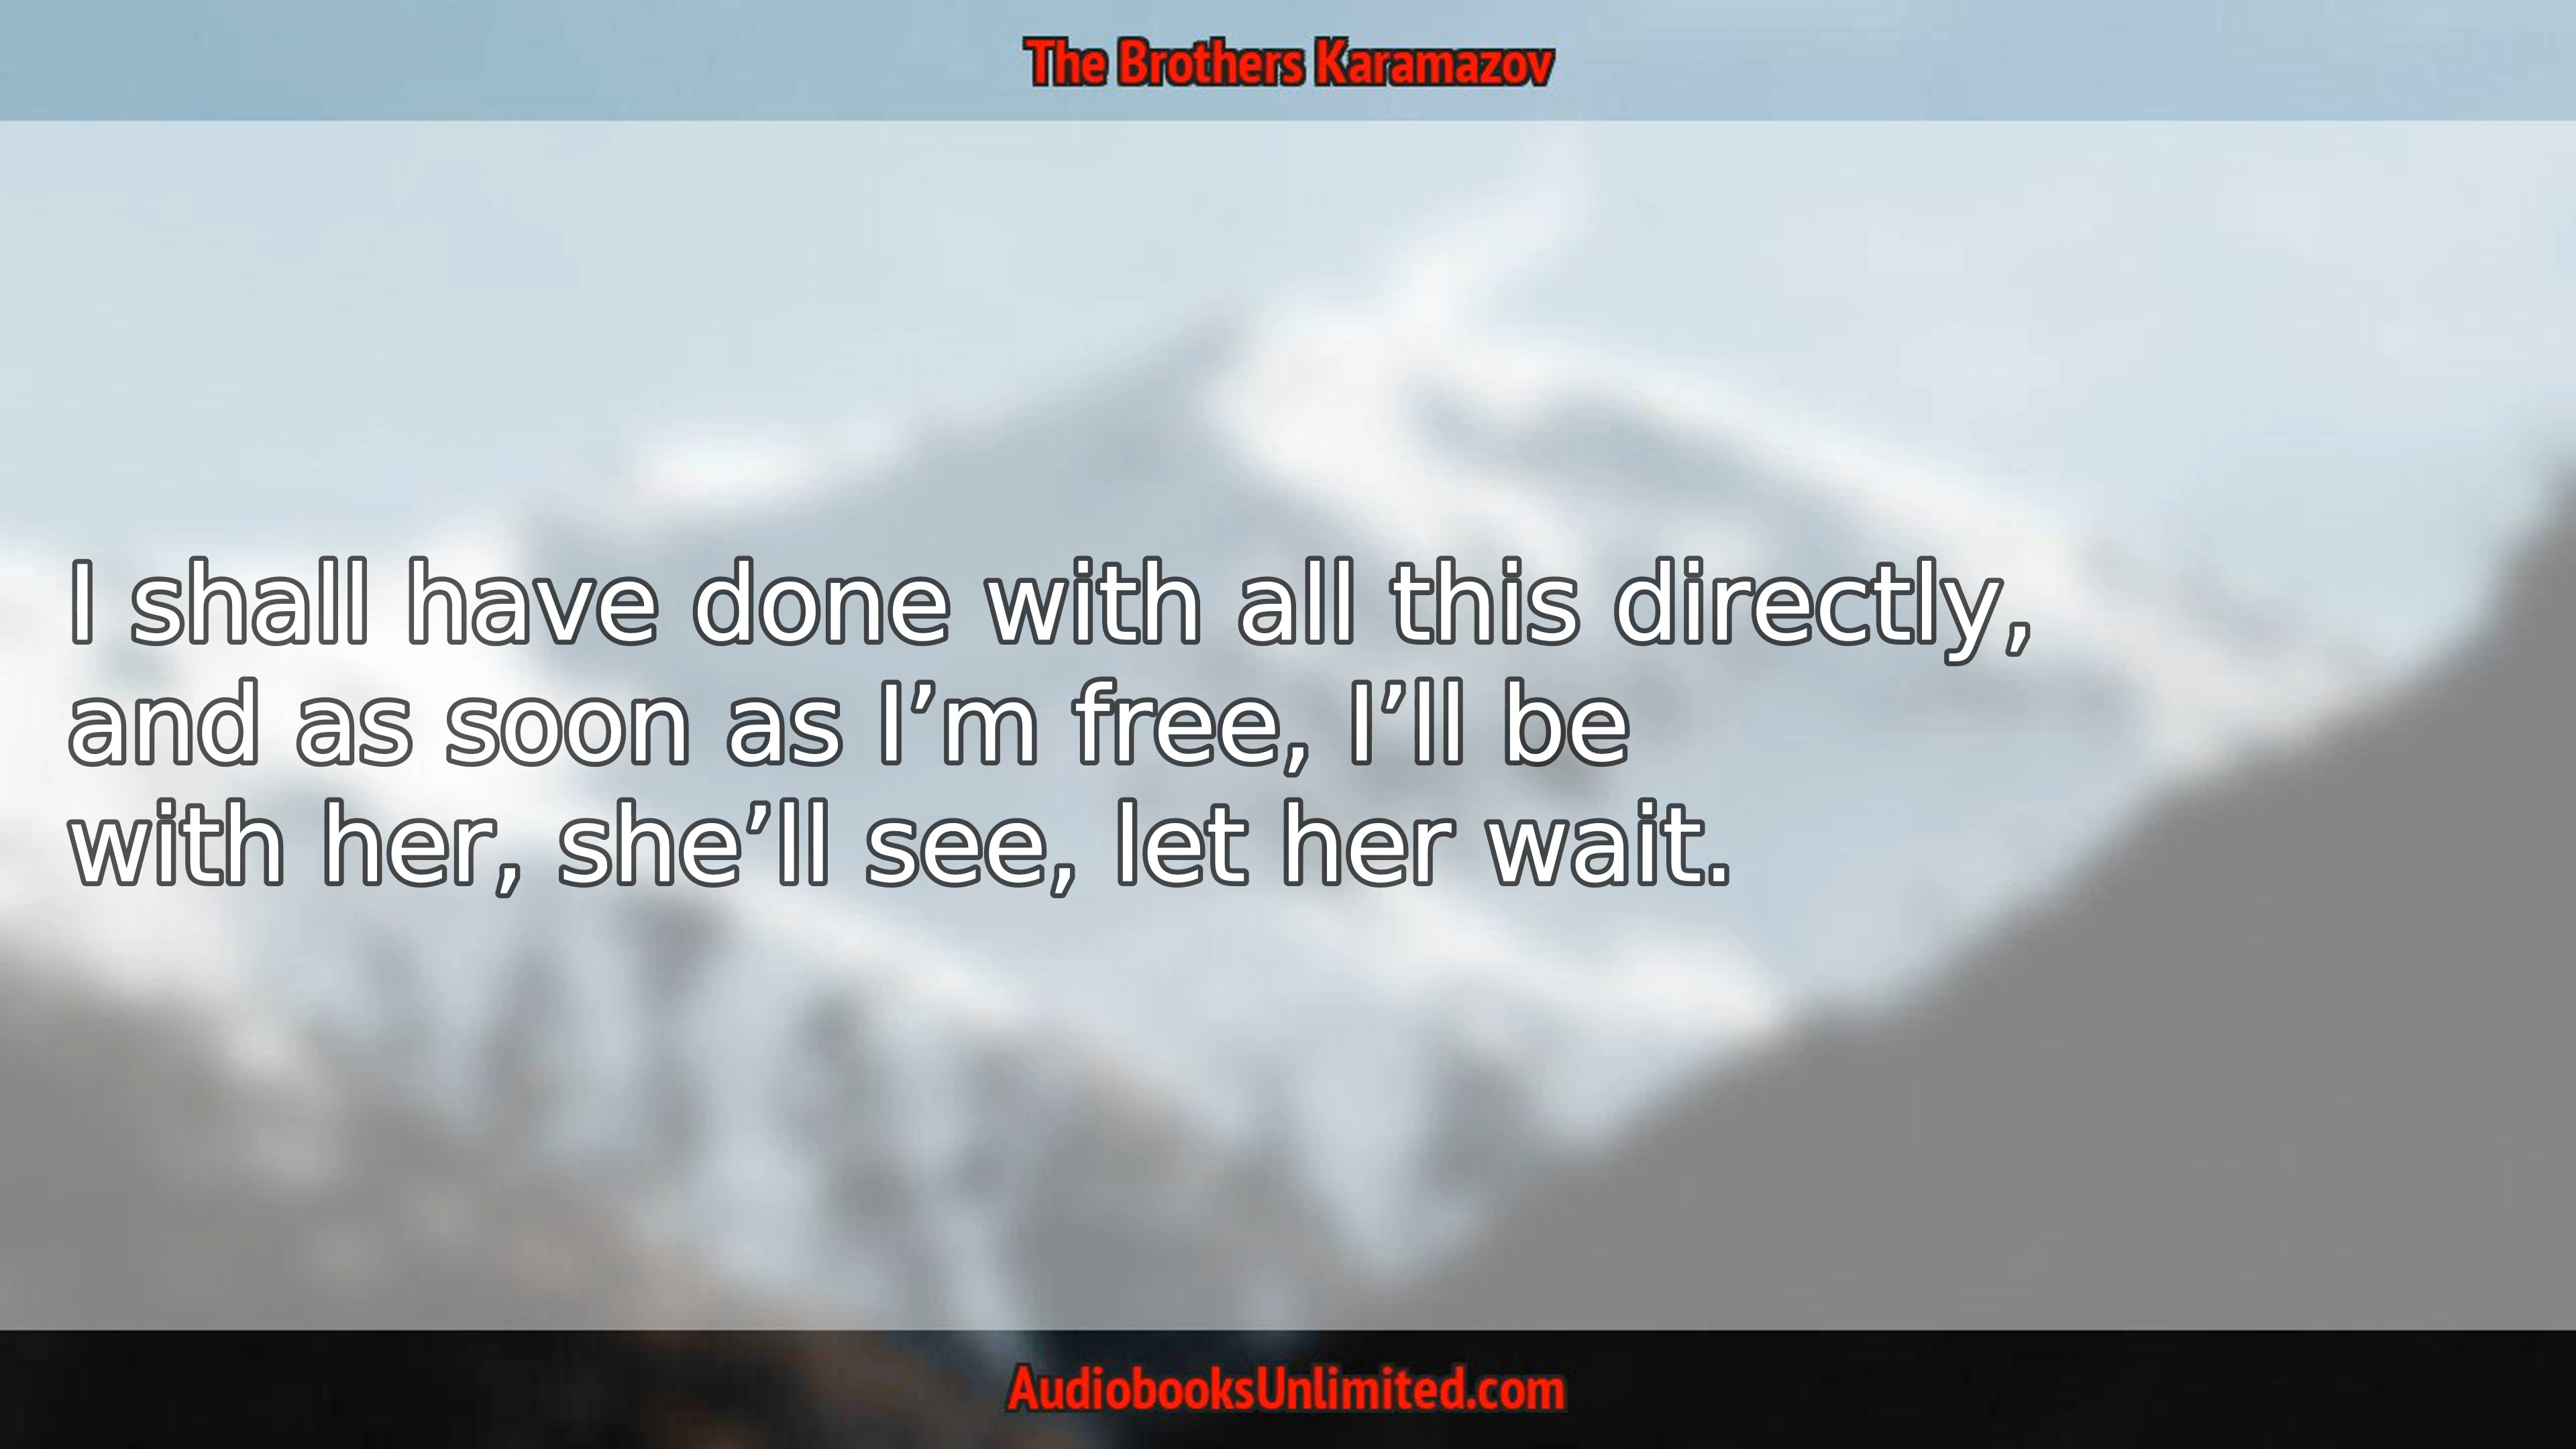 The Brothers Karamazov
I shall have done with all this directly,
and as soon as I’m free, I’ll be
with her, she’ll see, let her wait.
AudiobooksUnlimited.com